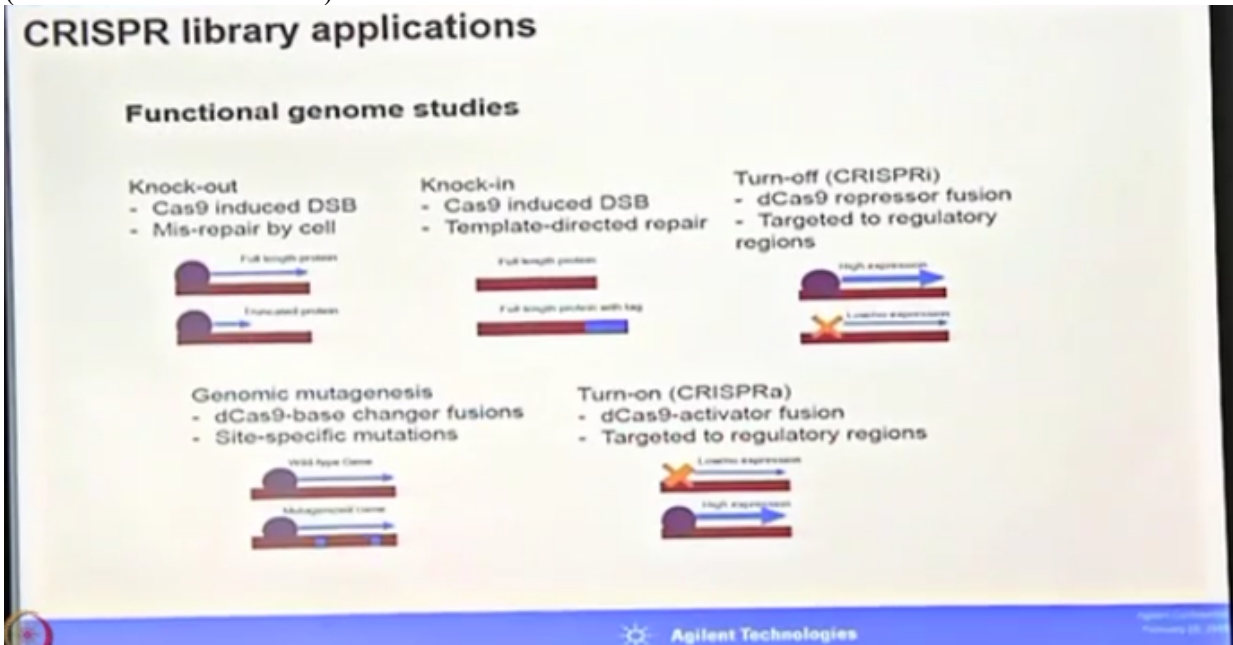 CRISPR library applications
Functional genome studies
Knock-out
- Cas9 induced DSB
- Mis-repair by cell
Full length protein
Truncated protein
Knock-in
- Cas9 induced DSB
- Template-directed repair
Full length protein
Full length protein with tag
Turn-off (CRISPRi)
- dCas9 repressor fusion
- Targeted to regulatory
regions
High expression
Low/no expression
Genomic mutagenesis
- dCas9-base changer fusions
- Site-specific mutations
Wild type Gene
Mutagenized Gene
Turn-on (CRISPRa)
- dCas9-activator fusion
- Targeted to regulatory regions
Low/no expression
High expression
Agilent Technologies